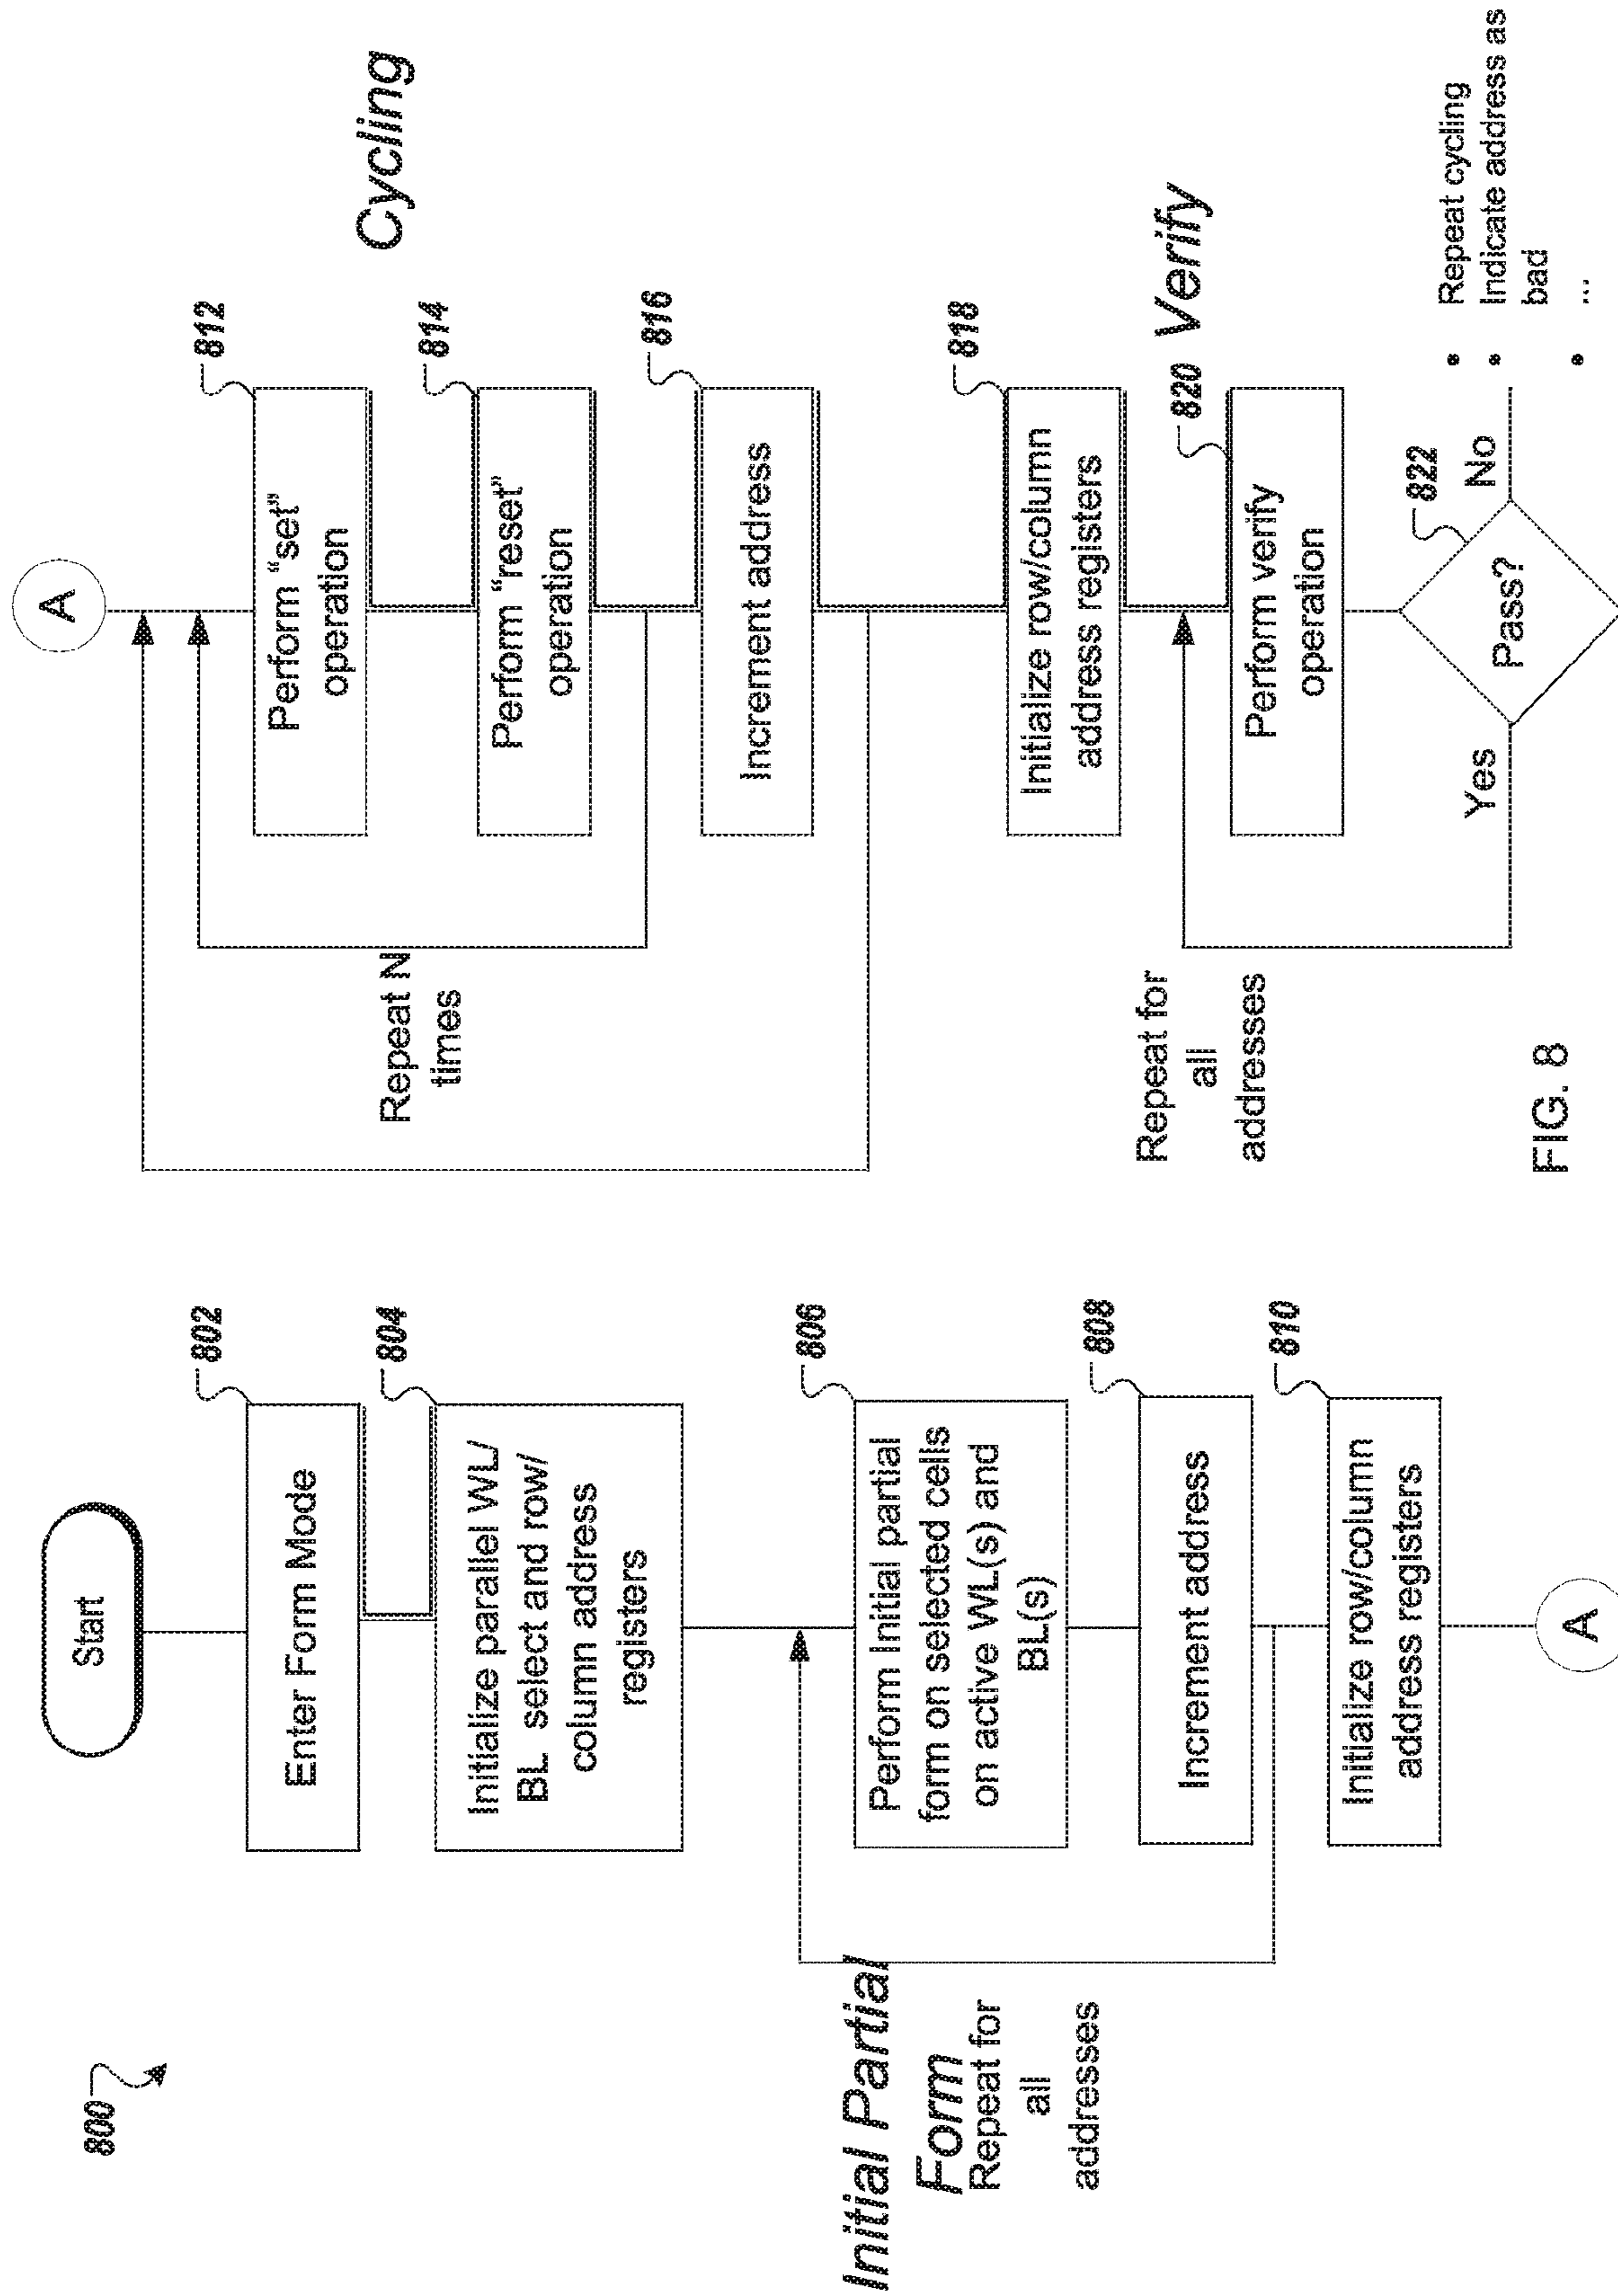 800
Start
802
Enter Form Mode
804
Initialize parallel WL/
BL select and row/
column address
registers
Initial Partial
Form
Repeat for
all
addresses
806
Perform Initial partial
form on selected cells
on active WL(s) and
BL(s)
808
Increment address
810
Initialize row/column
address registers
A
A
Cycling
812
Perform "set"
operation
814
Perform "reset"
operation
Repeat N
times
816
Increment address
818
Initialize row/column
address registers
820
Verify
Repeat for
all
addresses
Perform verify
operation
822
Pass?
Yes
No
• Repeat cycling
• Indicate address as
bad
• ...
FIG. 8